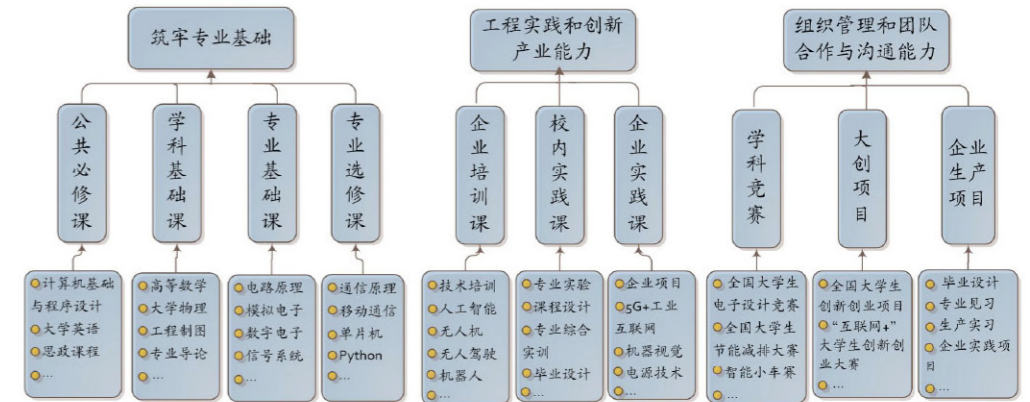 筑牢专业基础
工程实践和创新
产业能力
组织管理和团队
合作与沟通能力
公共必修课
学科基础课
专业基础课
专业选修课
企业培训课
校内实践课
企业实践课
学科竞赛
大创项目
企业
生产
项目
计算机基础
与程序设计
大学英语
思政课程
...
高等数学
大学物理
工程制图
专业导论
...
电路原理
模拟电子
数字电子
信号系统
...
通信原理
移动通信
单片机
Python
...
技术培训
人工智能
无人机
无人驾驶
机器人
...
专业实验
课程设计
专业综合
实训
毕业设计
...
企业项目
5G+工业
互联网
机器视觉
电源技术
...
全国大学生
电子设计竞赛
全国大学生
节能减排大赛
智能小车赛
...
全国大学生
创新创业项目
“互联网+”
大学生创新创
业大赛
...
毕业设计
专业见习
生产实习
企业实践项
目
...